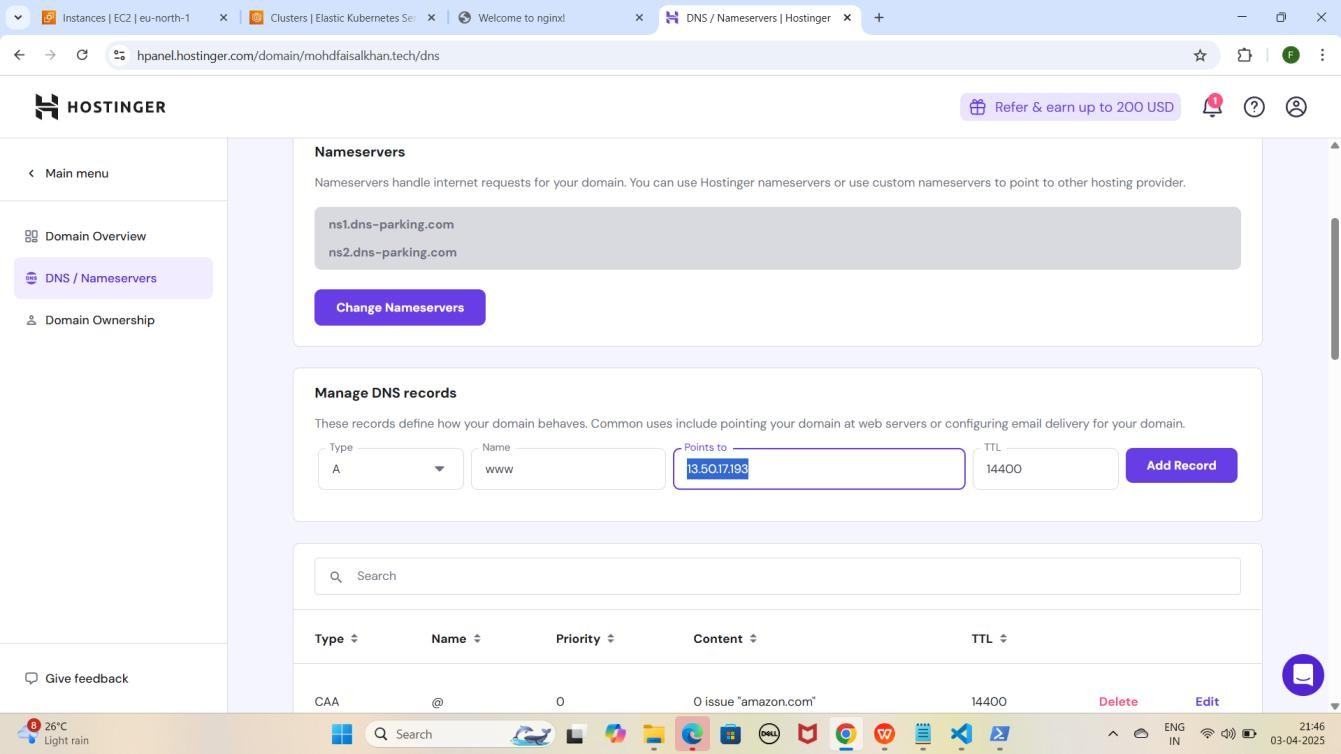 Instances | EC2 | eu-north-1
Clusters | Elastic Kubernetes Ser
Welcome to nginx!
DNS / Nameservers | Hostinger
hpanel.hostinger.com/domain/mohdfaisalkhan.tech/dns
F
HOSTINGER
Refer & earn up to 200 USD
1
Main menu
Domain Overview
DNS DNS / Nameservers
Domain Ownership
Give feedback
Nameservers
Nameservers handle internet requests for your domain. You can use Hostinger nameservers or use custom nameservers to point to other hosting provider.
ns1.dns-parking.com
ns2.dns-parking.com
Change Nameservers
Manage DNS records
These records define how your domain behaves. Common uses include pointing your domain at web servers or configuring email delivery for your domain.
Type Name Points to TTL
A www 13.50.17.193 14400 Add Record
Search
Type Name Priority Content TTL
CAA @ 0 0 issue "amazon.com" 14400 Delete Edit
8 26°C
Light rain
Search
DELL
ENG
IN
21:46
03-04-2025